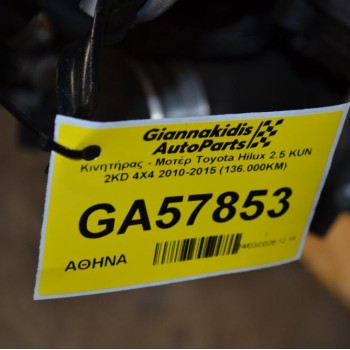 Giannakidis
AutoParts
Κινητήρας - Μοτέρ Toyota Hilux 2.5 KUN
2KD 4X4 2010-2015 (136.000KM)
GA57853
ΑΘΗΝΑ